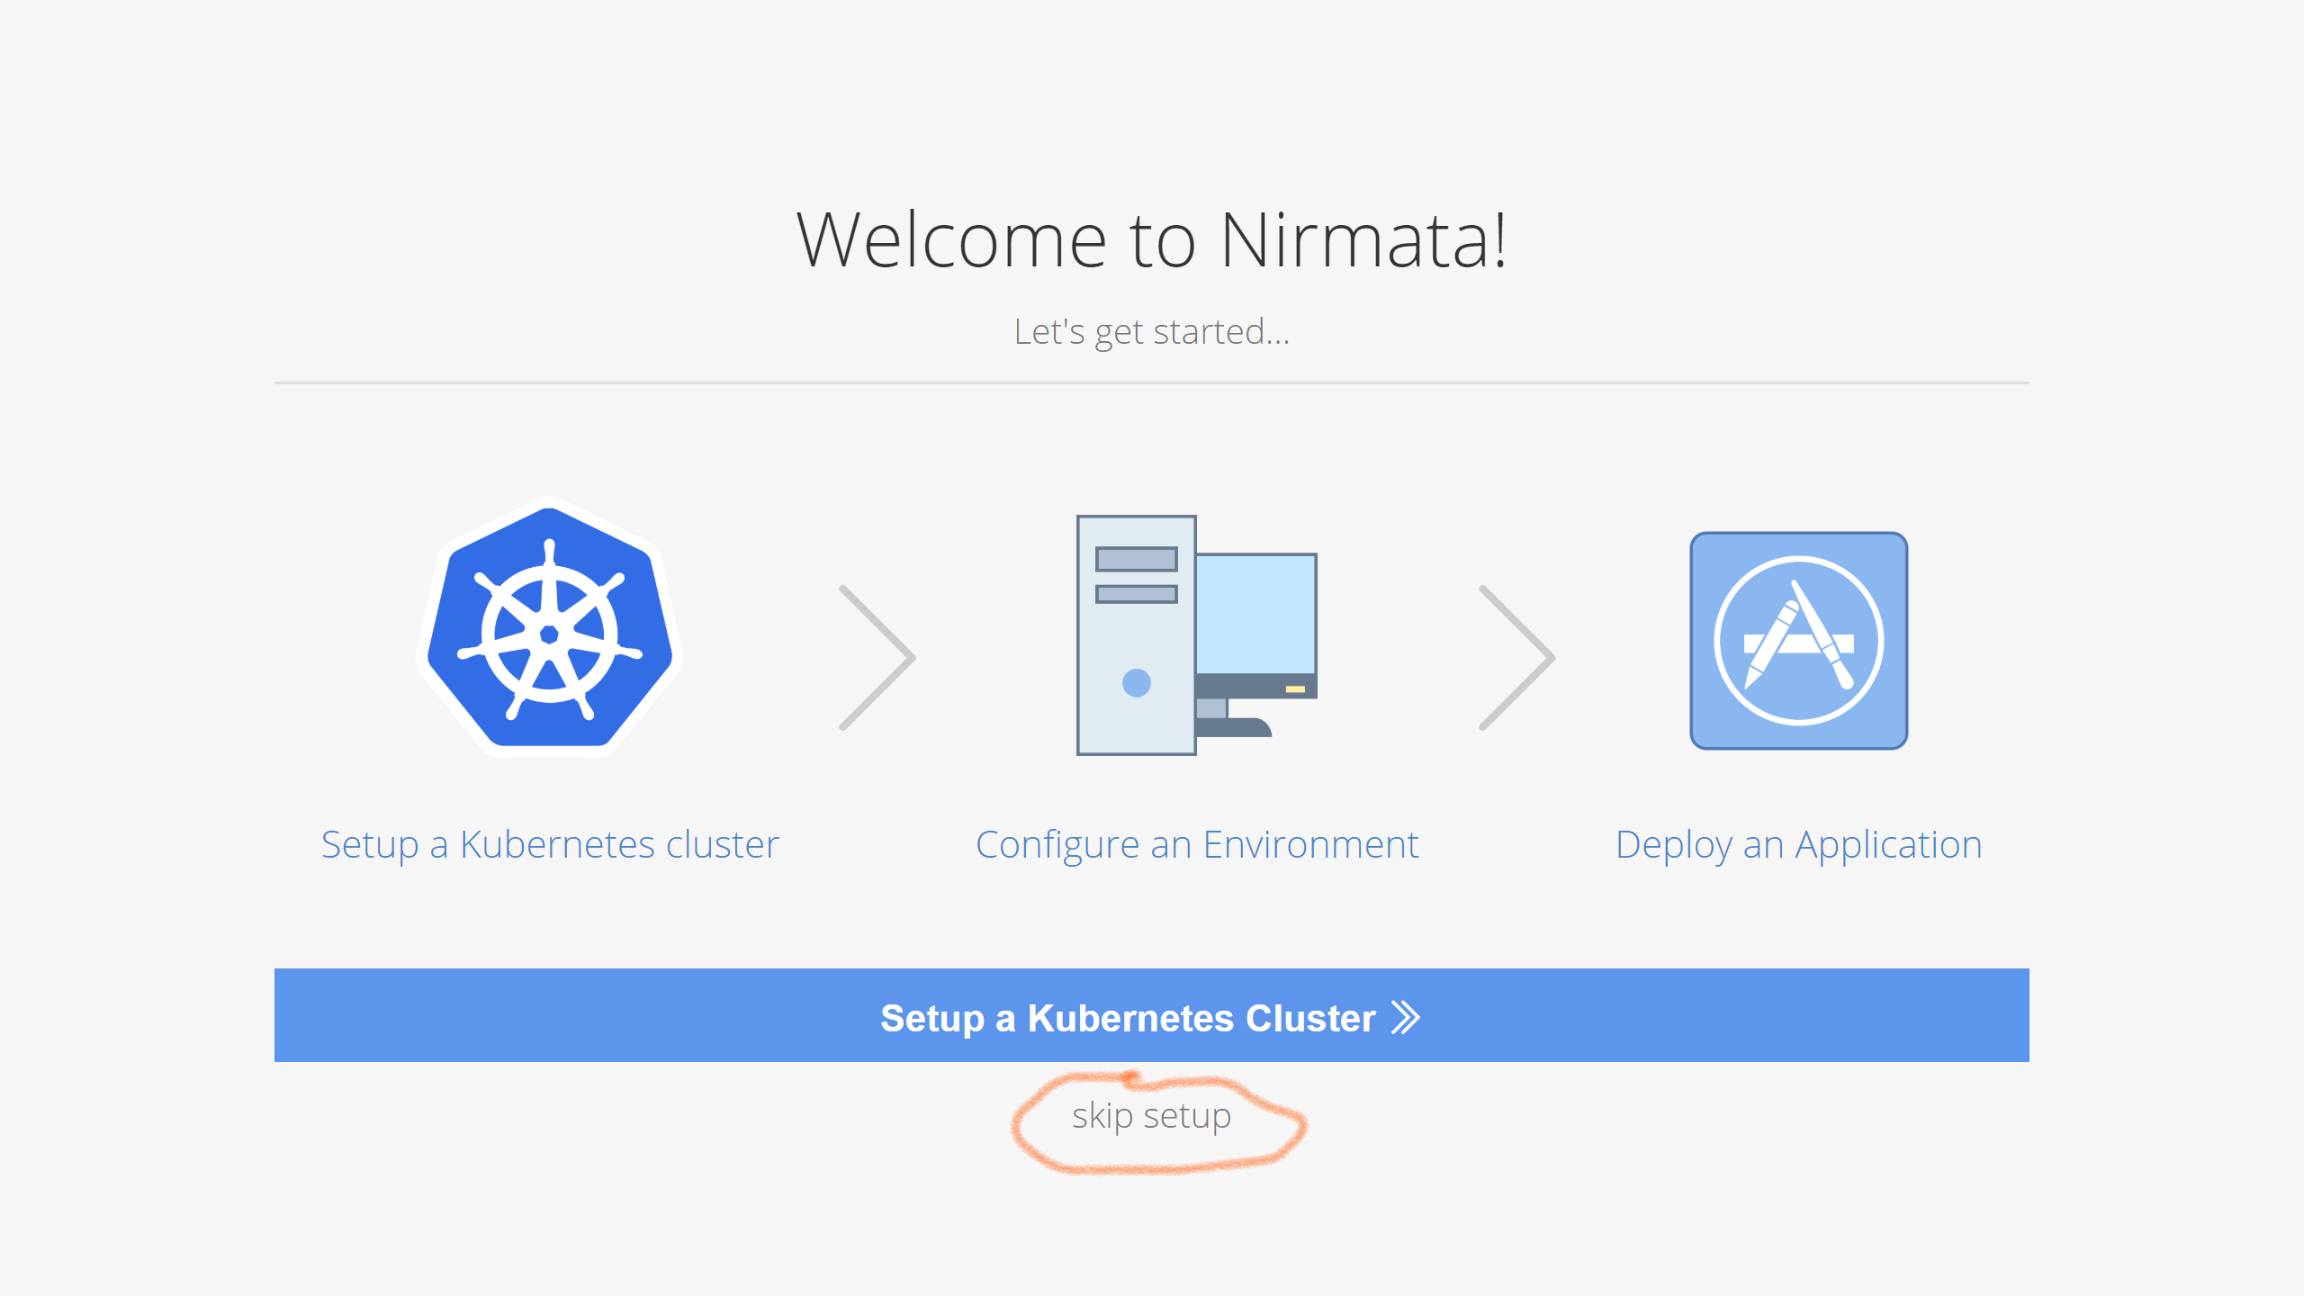 Welcome to Nirmata!
Let's get started...
Setup a Kubernetes cluster
Configure an Environment
Deploy an Application
Setup a Kubernetes Cluster
skip setup